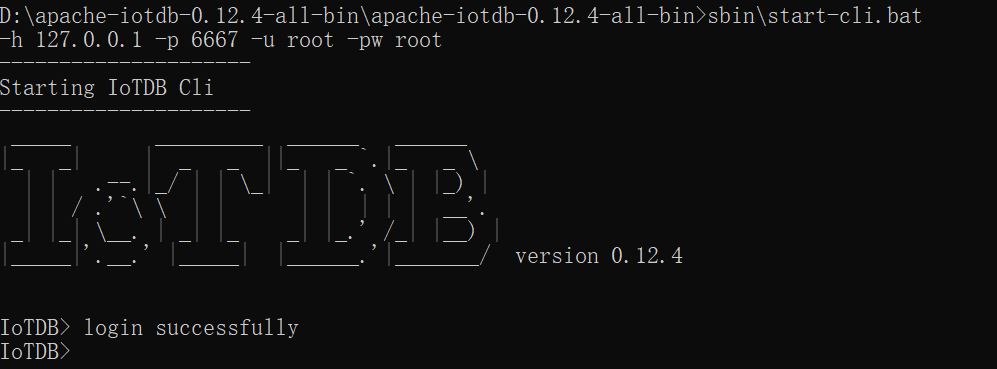 D:\apache-iotdb-0.12.4-all-bin\apache-iotdb-0.12.4-all-bin>sbin\start-cli.bat
-h 127.0.0.1 -p 6667 -u root -pw root
---------------------
Starting IoTDB Cli
---------------------
IoTDB
version 0.12.4
IoTDB> login successfully
IoTDB>